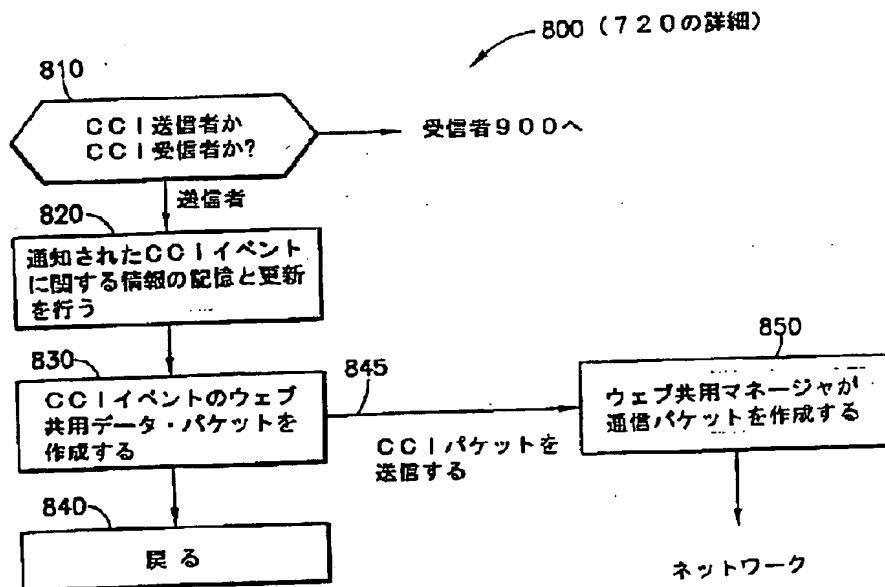 800（720の詳細）
810
CCI送信者か
CCI受信者か?
受信者900へ
送信者
820
通知されたCCIイベント
に関する情報の記憶と更新
を行う
830
CCIイベントのウェブ
共用データ・パケットを
作成する
845
CCIパケットを
送信する
850
ウェブ共用マネージャが
通信パケットを作成する
840
戻る
ネットワーク